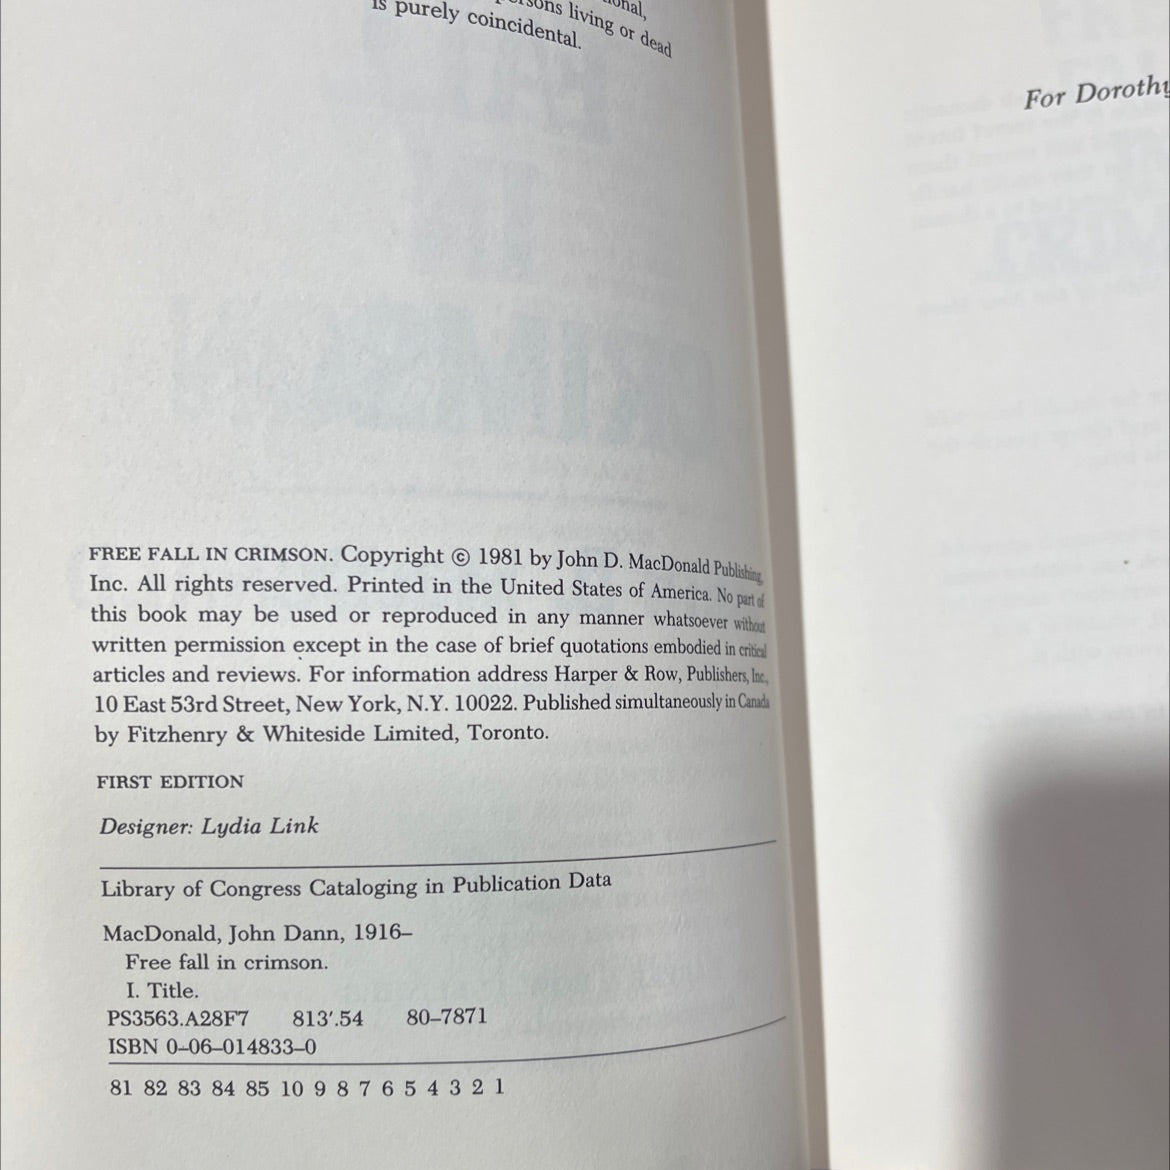 living or dead
is purely coincidental.
For Dorothy
FREE FALL IN CRIMSON. Copyright © 1981 by John D. MacDonald Publishing,
Inc. All rights reserved. Printed in the United States of America. No part of
this book may be used or reproduced in any manner whatsoever without
written permission except in the case of brief quotations embodied in critical
articles and reviews. For information address Harper & Row, Publishers, Inc.,
10 East 53rd Street, New York, N.Y. 10022. Published simultaneously in Canada
by Fitzhenry & Whiteside Limited, Toronto.
FIRST EDITION
Designer: Lydia Link
Library of Congress Cataloging in Publication Data
MacDonald, John Dann, 1916–
Free fall in crimson.
I. Title.
PS3563.A28F7 813′.54 80–7871
ISBN 0–06–014833–0
81 82 83 84 85 10 9 8 7 6 5 4 3 2 1